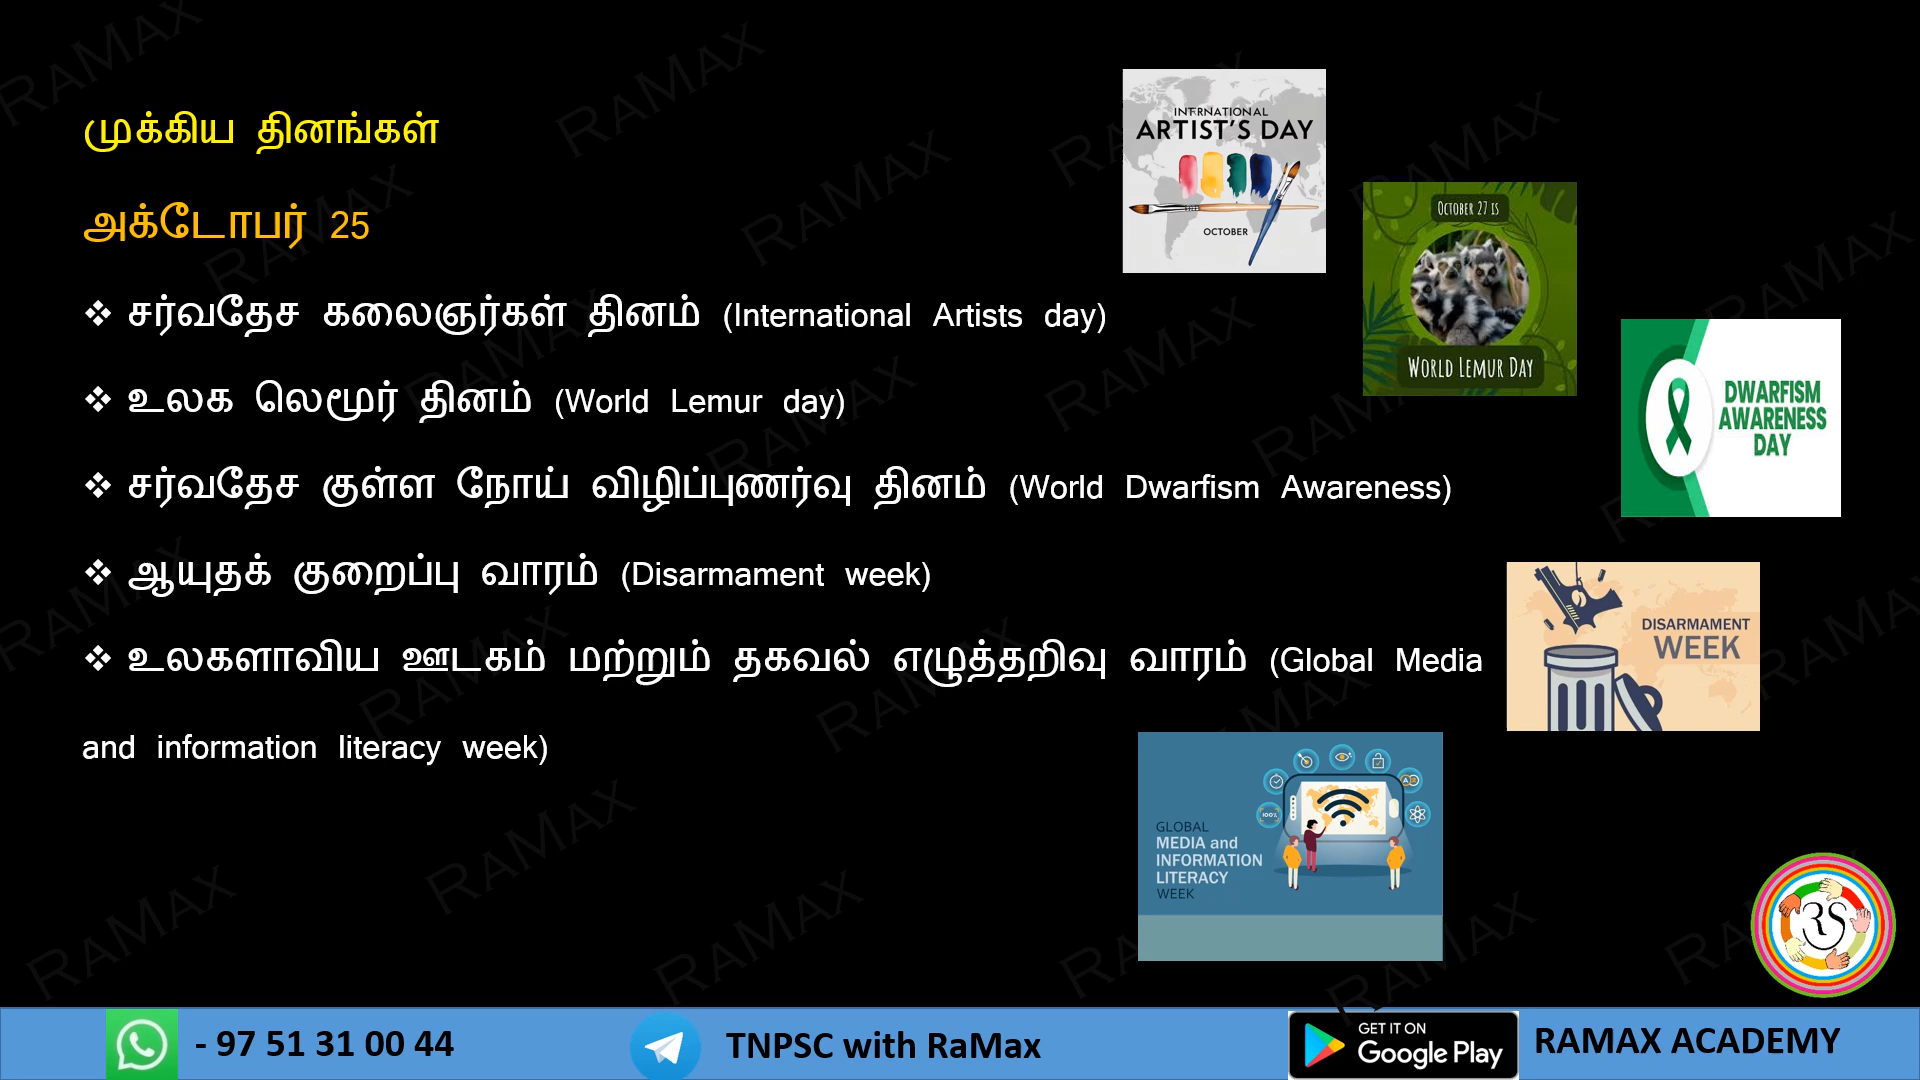 முக்கிய தினங்கள்
அக்டோபர் 25
❖ சர்வதேச கலைஞர்கள் தினம் (International Artists day)
❖ உலக லெமூர் தினம் (World Lemur day)
❖ சர்வதேச குள்ள நோய் விழிப்புணர்வு தினம் (World Dwarfism Awareness)
❖ ஆயுதக் குறைப்பு வாரம் (Disarmament week)
❖ உலகளாவிய ஊடகம் மற்றும் தகவல் எழுத்தறிவு வாரம் (Global Media
and information literacy week)
INTFRNATIONAL
ARTIST'S DAY
OCTOBER
OCTOBER 27 IS
WORLD LEMUR DAY
DWARFISM
AWARENESS
DAY
DISARMAMENT
WEEK
GLOBAL
MEDIA and
INFORMATION
LITERACY
WEEK
100%
- 97 51 31 00 44
TNPSC with RaMax
GET IT ON
Google Play
RAMAX ACADEMY
RAMAX